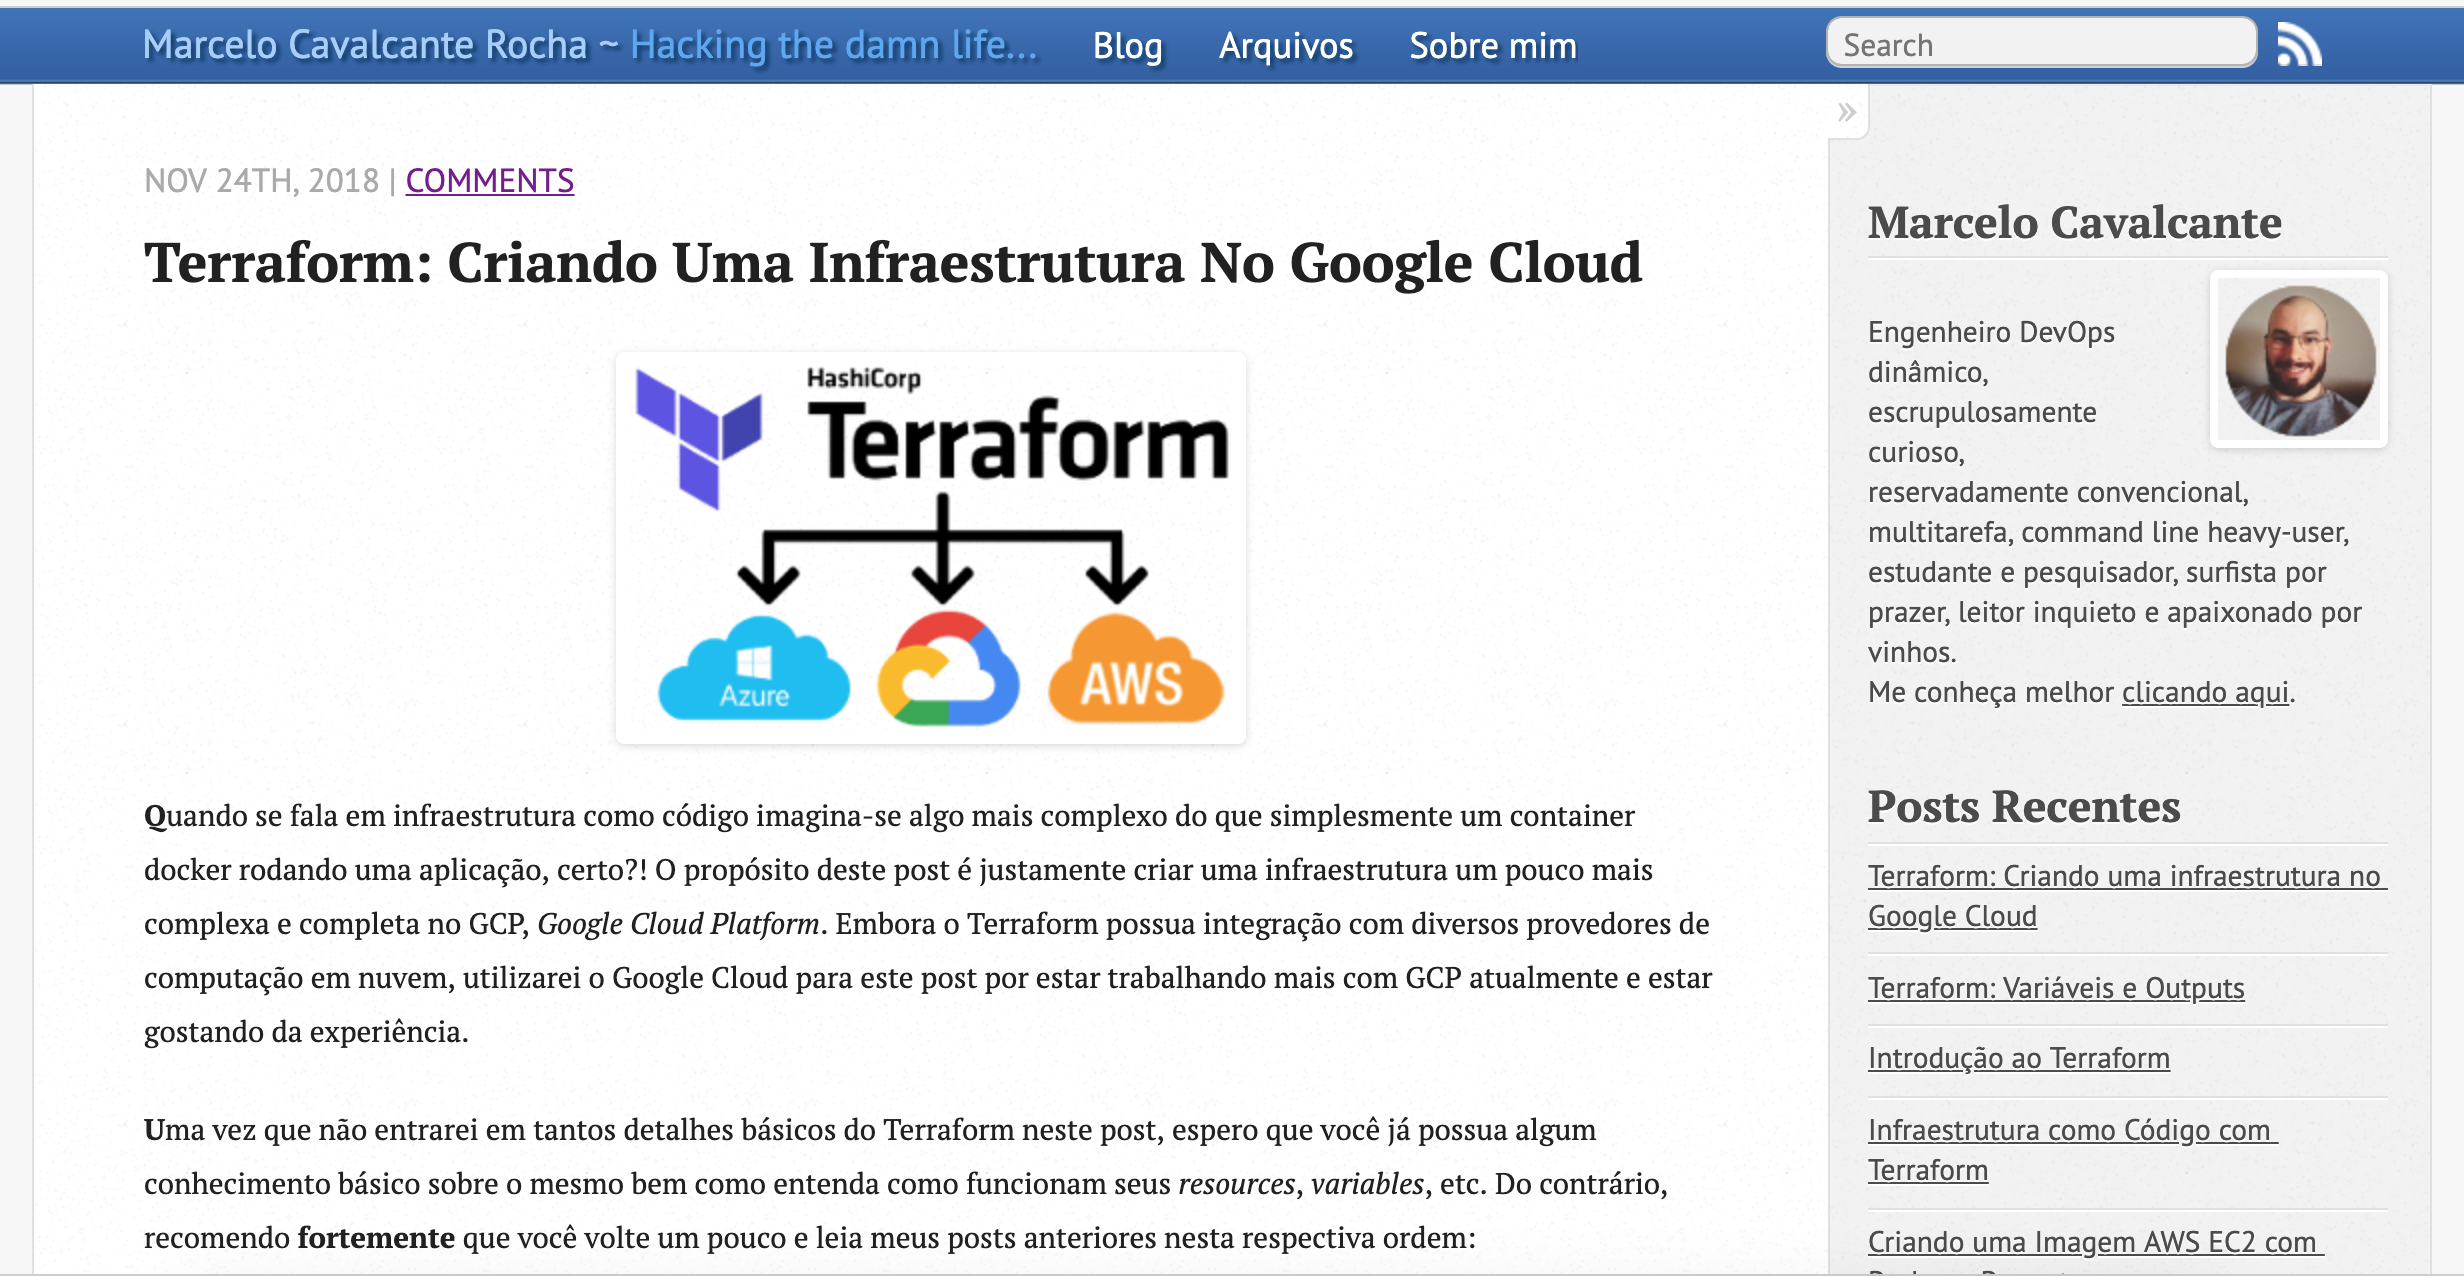 Marcelo Cavalcante Rocha ~ Hacking the damn life...
Blog
Arquivos
Sobre mim
Search
»
NOV 24TH, 2018 | COMMENTS
Terraform: Criando Uma Infraestrutura No Google Cloud
HashiCorp
Terraform
Azure
AWS
Quando se fala em infraestrutura como código imagina-se algo mais complexo do que simplesmente um container
docker rodando uma aplicação, certo?! O propósito deste post é justamente criar uma infraestrutura um pouco mais
complexa e completa no GCP, Google Cloud Platform. Embora o Terraform possua integração com diversos provedores de
computação em nuvem, utilizarei o Google Cloud para este post por estar trabalhando mais com GCP atualmente e estar
gostando da experiência.
Uma vez que não entrarei em tantos detalhes básicos do Terraform neste post, espero que você já possua algum
conhecimento básico sobre o mesmo bem como entenda como funcionam seus resources, variables, etc. Do contrário,
recomendo fortemente que você volte um pouco e leia meus posts anteriores nesta respectiva ordem:
Marcelo Cavalcante
Engenheiro DevOps
dinâmico,
escrupulosamente
curioso,
reservadamente convencional,
multitarefa, command line heavy-user,
estudante e pesquisador, surfista por
prazer, leitor inquieto e apaixonado por
vinhos.
Me conheça melhor clicando aqui.
Posts Recentes
Terraform: Criando uma infraestrutura no
Google Cloud
Terraform: Variáveis e Outputs
Introdução ao Terraform
Infraestrutura como Código com
Terraform
Criando uma Imagem AWS EC2 com